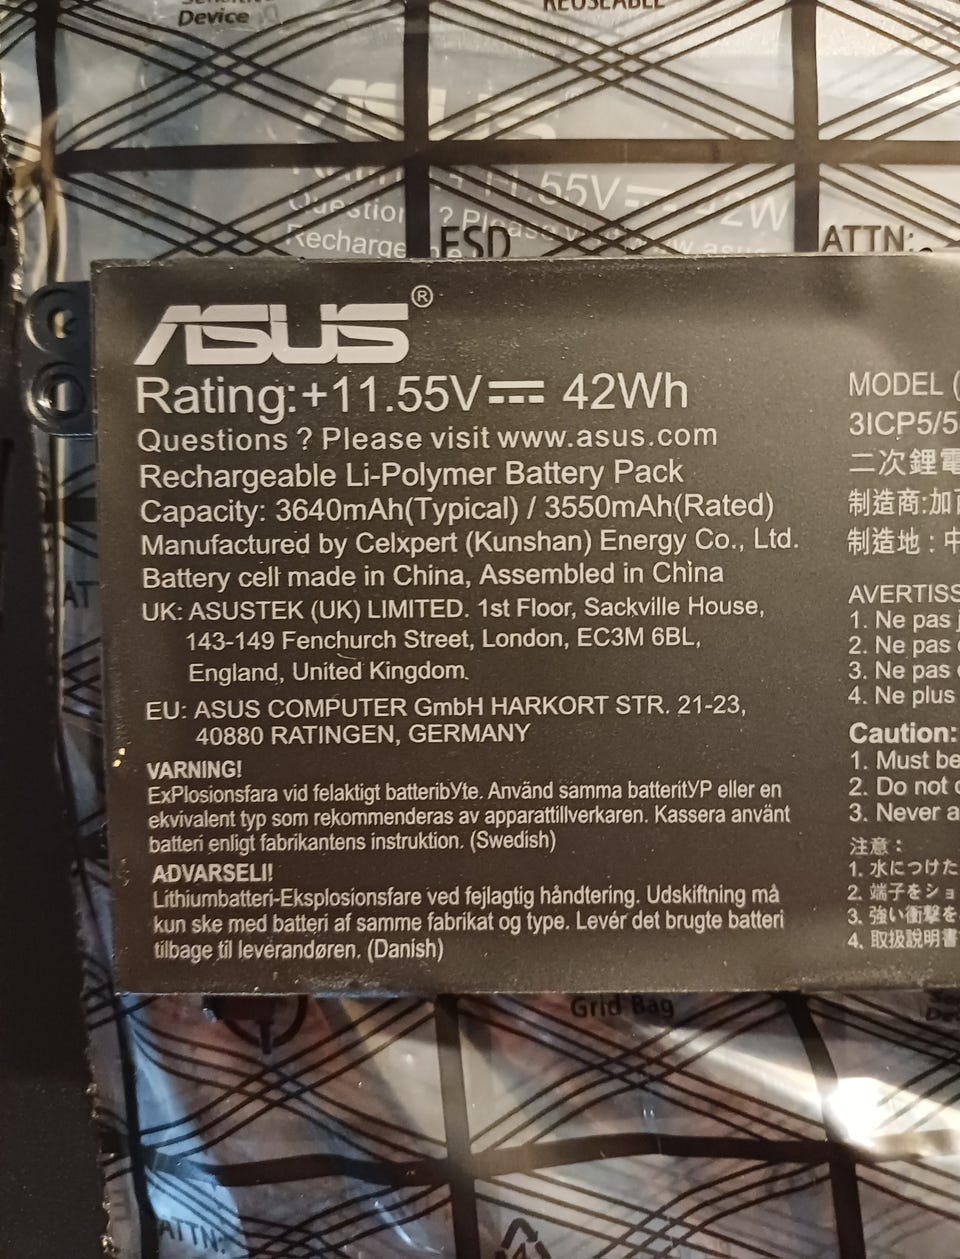 Device
REUSEABLE
ASUS
11.55V⎓ 42W
? Please
ESD
ATTN:
ASUS®
Rating:+11.55V⎓ 42Wh
Questions ? Please visit www.asus.com
Rechargeable Li-Polymer Battery Pack
Capacity: 3640mAh(Typical) / 3550mAh(Rated)
Manufactured by Celxpert (Kunshan) Energy Co., Ltd.
Battery cell made in China, Assembled in China
UK: ASUSTEK (UK) LIMITED. 1st Floor, Sackville House,
143-149 Fenchurch Street, London, EC3M 6BL,
England, United Kingdom.
EU: ASUS COMPUTER GmbH HARKORT STR. 21-23,
40880 RATINGEN, GERMANY
VARNING!
ExPlosionsfara vid felaktigt batteribYte. Använd samma batteritYP eller en
ekvivalent typ som rekommenderas av apparattillverkaren. Kassera använt
batteri enligt fabrikantens instruktion. (Swedish)
ADVARSELI!
Lithiumbatteri-Eksplosionsfare ved fejlagtig håndtering. Udskiftning må
kun ske med batteri af samme fabrikat og type. Levér det brugte batteri
tilbage til leverandøren. (Danish)
MODEL (
3ICP5/5
二次鋰電
制造商:加
制造地 : 中
AVERTISS
1. Ne pas
2. Ne pas
3. Ne pas
4. Ne plus
Caution:
1. Must be
2. Do not
3. Never a
注意：
1. 水につけた
2. 端子をショ
3. 強い衝撃を
4. 取扱説明書
Grid Bag
ATTN: